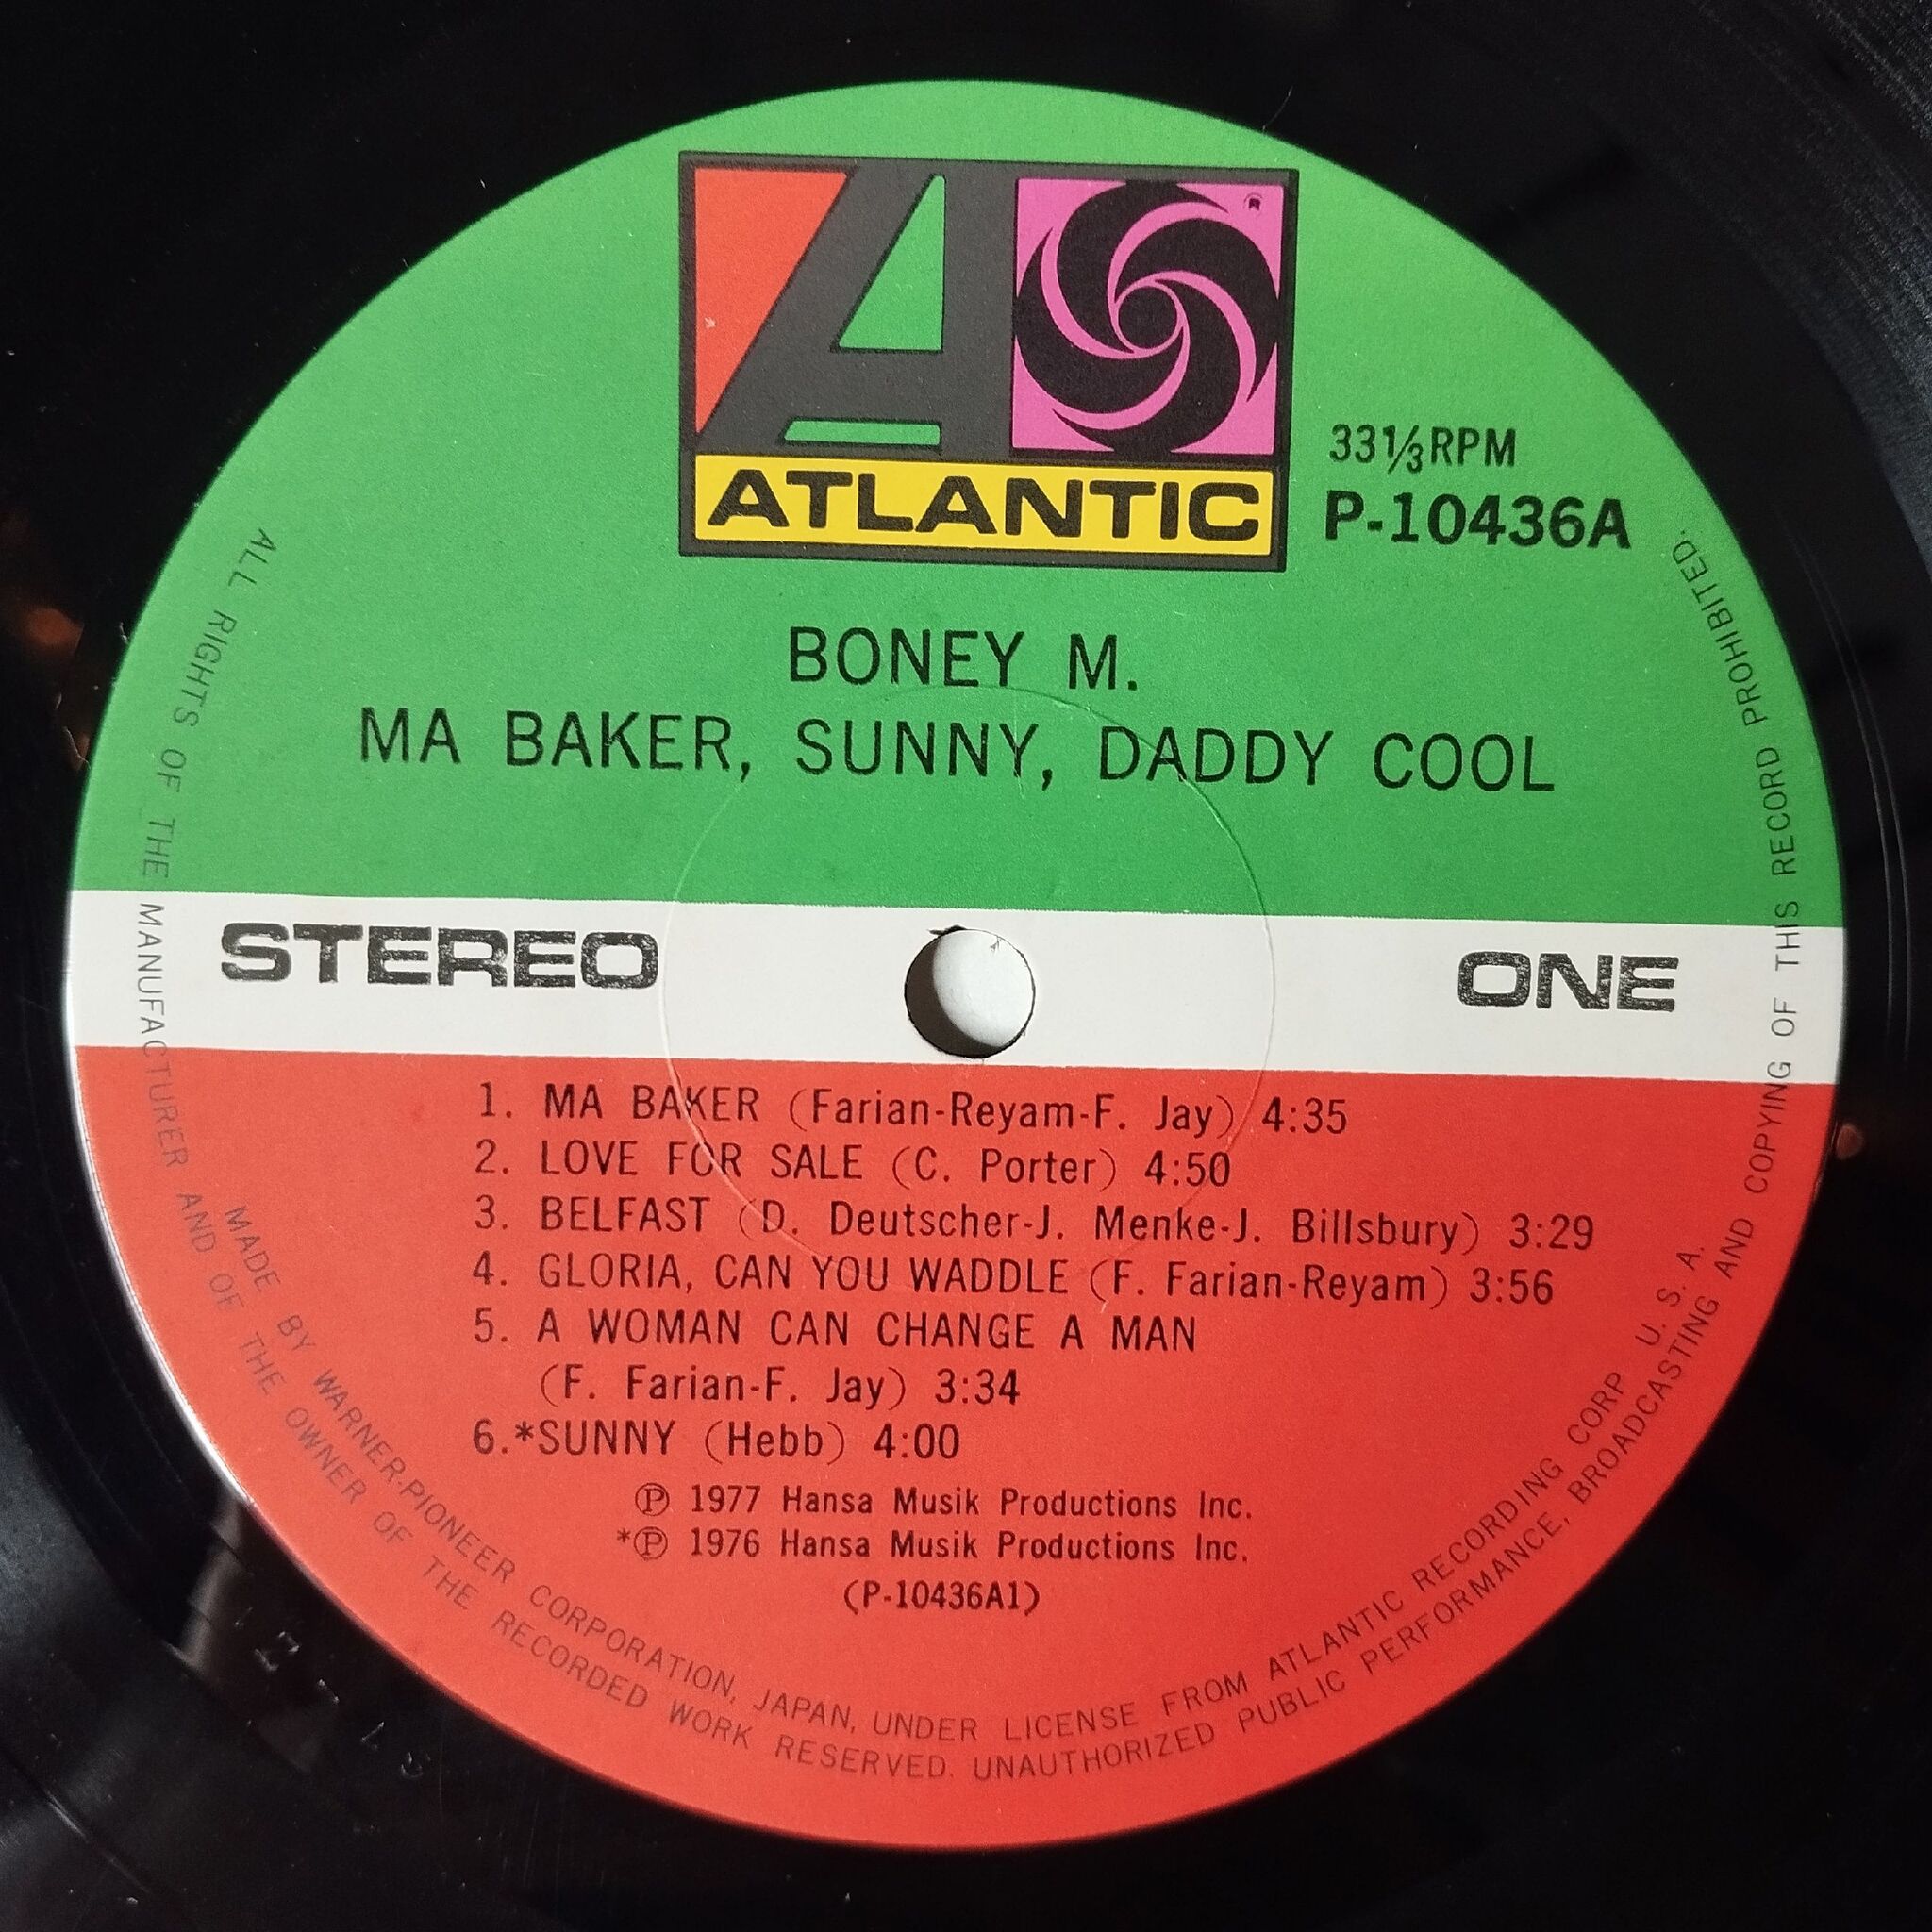 ATLANTIC
33⅓RPM
P-10436A
BONEY M.
MA BAKER, SUNNY, DADDY COOL
STEREO
ONE
1. MA BAKER (Farian-Reyam-F. Jay) 4:35
2. LOVE FOR SALE (C. Porter) 4:50
3. BELFAST (D. Deutscher-J. Menke-J. Billsbury) 3:29
4. GLORIA, CAN YOU WADDLE (F. Farian-Reyam) 3:56
5. A WOMAN CAN CHANGE A MAN
(F. Farian-F. Jay) 3:34
6.*SUNNY (Hebb) 4:00
℗ 1977 Hansa Musik Productions Inc.
*℗ 1976 Hansa Musik Productions Inc.
(P-10436A1)
MADE BY WARNER-PIONEER CORPORATION, JAPAN, UNDER LICENSE FROM ATLANTIC RECORDING CORP U. S. A.
ALL RIGHTS OF THE MANUFACTURER AND OF THE OWNER OF THE RECORDED WORK RESERVED. UNAUTHORIZED PUBLIC PERFORMANCE, BROADCASTING AND COPYING OF THIS RECORD PROHIBITED.